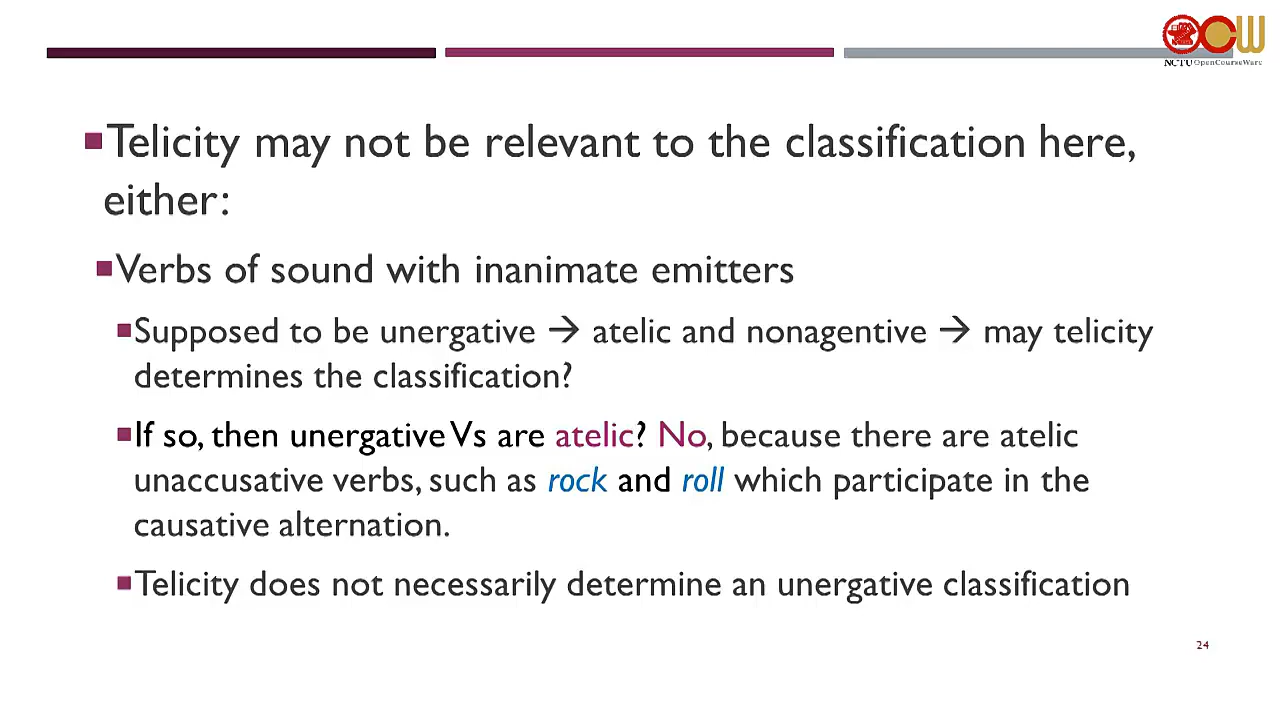 OCW
NCTU OpenCourseWare
Telicity may not be relevant to the classification here,
either:
Verbs of sound with inanimate emitters
Supposed to be unergative → atelic and nonagentive → may telicity
determines the classification?
If so, then unergative Vs are atelic? No, because there are atelic
unaccusative verbs, such as rock and roll which participate in the
causative alternation.
Telicity does not necessarily determine an unergative classification
24